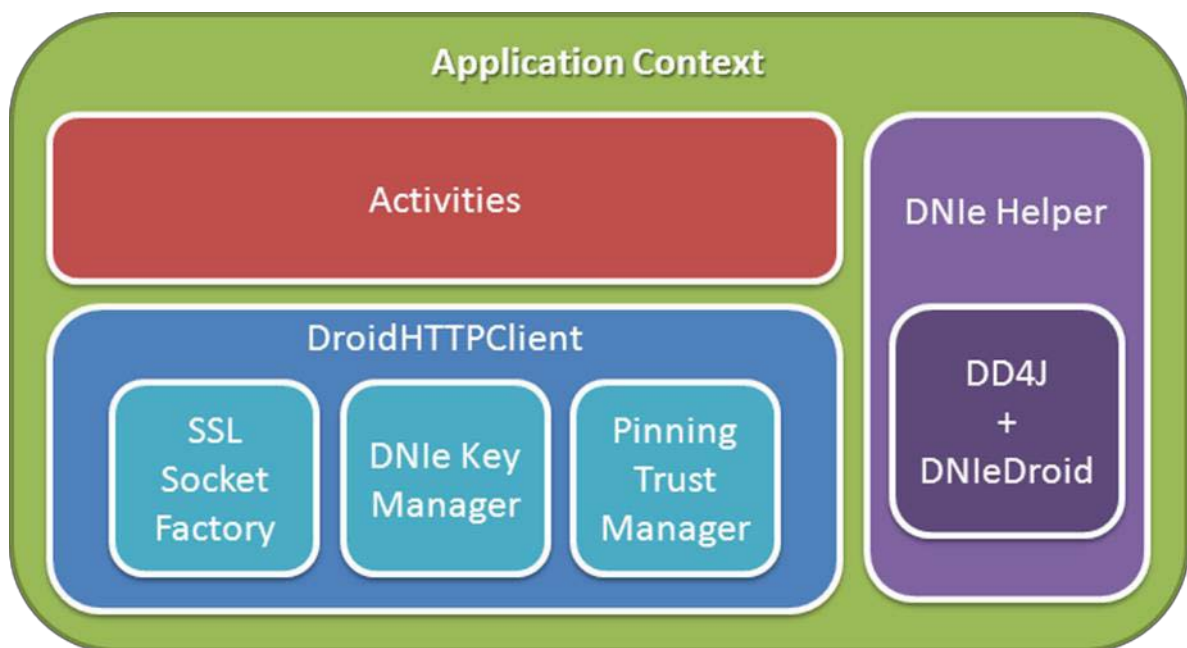 Application Context
Activities
DNIe Helper
DroidHTTPClient
SSL
Socket
Factory
DNIe Key
Manager
Pinning
Trust
Manager
DD4J
+
DNIeDroid